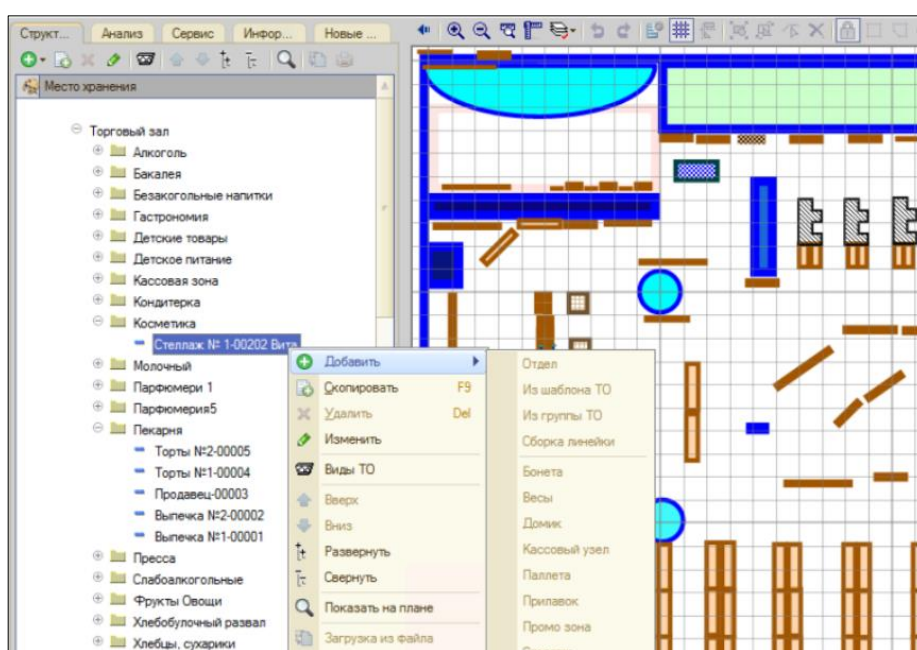 Структ...
Анализ
Сервис
Инфор...
Новые ...
Место хранения
Торговый зал
Алкоголь
Бакалея
Безакогольные напитки
Гастрономия
Детские товары
Детское питание
Кассовая зона
Кондитерка
Косметика
Стеллаж № 1-00202 Вита
Молочный
Парфюмери 1
Парфюмерия5
Пекарня
Торты №2-00005
Торты №1-00004
Продавец-00003
Выпечка №2-00002
Выпечка №1-00001
Пресса
Слабоалкогольные
Фрукты Овощи
Хлебобулочный развал
Хлебцы, сухарики
Добавить
Скопировать F9
Удалить Del
Изменить
Виды ТО
Вверх
Вниз
Развернуть
Свернуть
Показать на плане
Загрузка из файла
Отдел
Из шаблона ТО
Из группы ТО
Сборка линейки
Бонета
Весы
Домик
Кассовый узел
Паллета
Прилавок
Промо зона